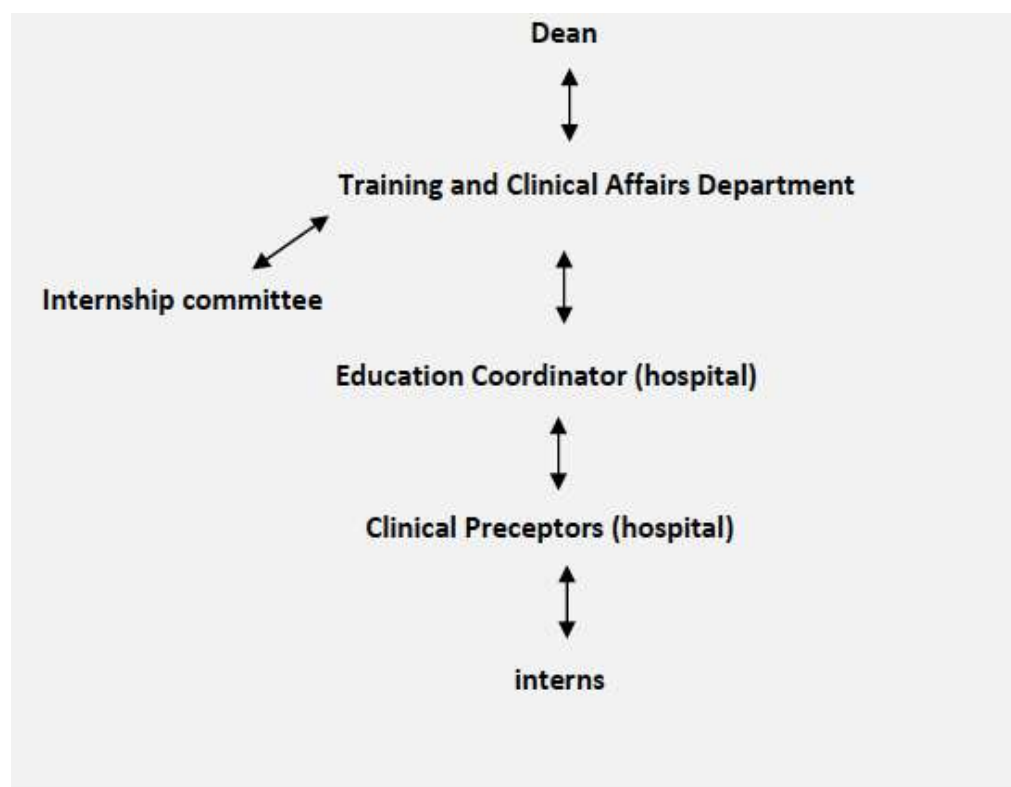 Dean
Training and Clinical Affairs Department
Internship committee
Education Coordinator (hospital)
Clinical Preceptors (hospital)
interns